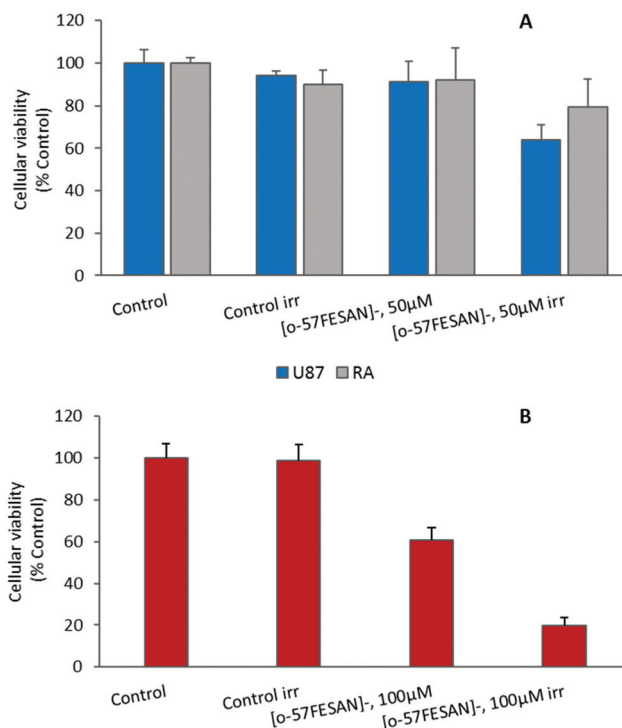 A
Cellular viability
(% Control)
120
100
80
60
40
20
0
Control
Control irr
[o-57FESAN]-, 50µM
[o-57FESAN]-, 50µM irr
U87
RA
B
Cellular viability
(% Control)
120
100
80
60
40
20
0
Control
Control irr
[o-57FESAN]-, 100µM
[o-57FESAN]-, 100µM irr